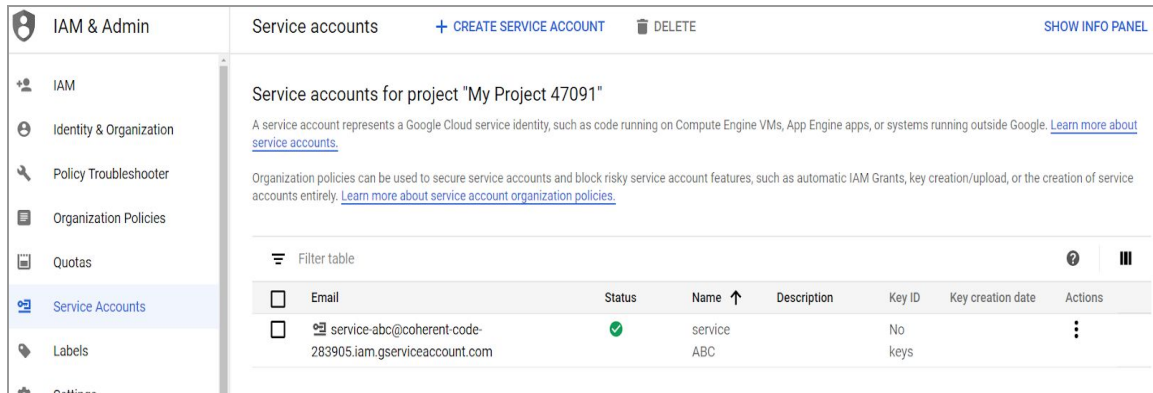 IAM & Admin
Service accounts
+ CREATE SERVICE ACCOUNT
DELETE
SHOW INFO PANEL
IAM
Identity & Organization
Policy Troubleshooter
Organization Policies
Quotas
Service Accounts
Labels
Settings
Service accounts for project "My Project 47091"
A service account represents a Google Cloud service identity, such as code running on Compute Engine VMs, App Engine apps, or systems running outside Google. Learn more about
service accounts.
Organization policies can be used to secure service accounts and block risky service account features, such as automatic IAM Grants, key creation/upload, or the creation of service
accounts entirely. Learn more about service account organization policies.
Filter table
Email Status Name Description Key ID Key creation date Actions
service-abc@coherent-code- service No
283905.iam.gserviceaccount.com ABC keys